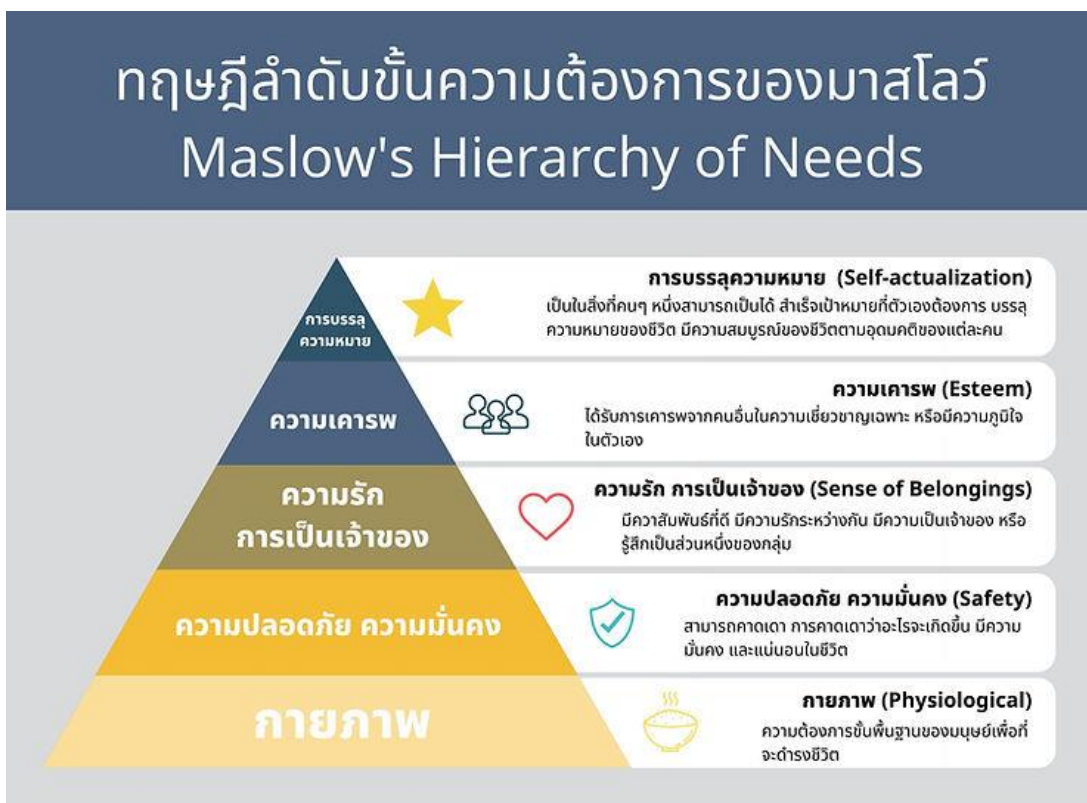 ทฤษฎีลำดับขั้นความต้องการของมาสโลว์
Maslow's Hierarchy of Needs
การบรรลุ
ความหมาย
การบรรลุความหมาย (Self-actualization)
เป็นในสิ่งที่คนๆ หนึ่งสามารถเป็นได้ สำเร็จเป้าหมายที่ตัวเองต้องการ บรรลุ
ความหมายของชีวิต มีความสมบูรณ์ของชีวิตตามอุดมคติของแต่ละคน
ความเคารพ
ความเคารพ (Esteem)
ได้รับการเคารพจากคนอื่นในความเชี่ยวชาญเฉพาะ หรือมีความภูมิใจ
ในตัวเอง
ความรัก
การเป็นเจ้าของ
ความรัก การเป็นเจ้าของ (Sense of Belongings)
มีควาสัมพันธ์ที่ดี มีความรักระหว่างกัน มีความเป็นเจ้าของ หรือ
รู้สึกเป็นส่วนหนึ่งของกลุ่ม
ความปลอดภัย ความมั่นคง
ความปลอดภัย ความมั่นคง (Safety)
สามารถคาดเดา การคาดเดาว่าอะไรจะเกิดขึ้น มีความ
มั่นคง และแน่นอนในชีวิต
กายภาพ
กายภาพ (Physiological)
ความต้องการขั้นพื้นฐานของมนุษย์เพื่อที่
จะดำรงชีวิต